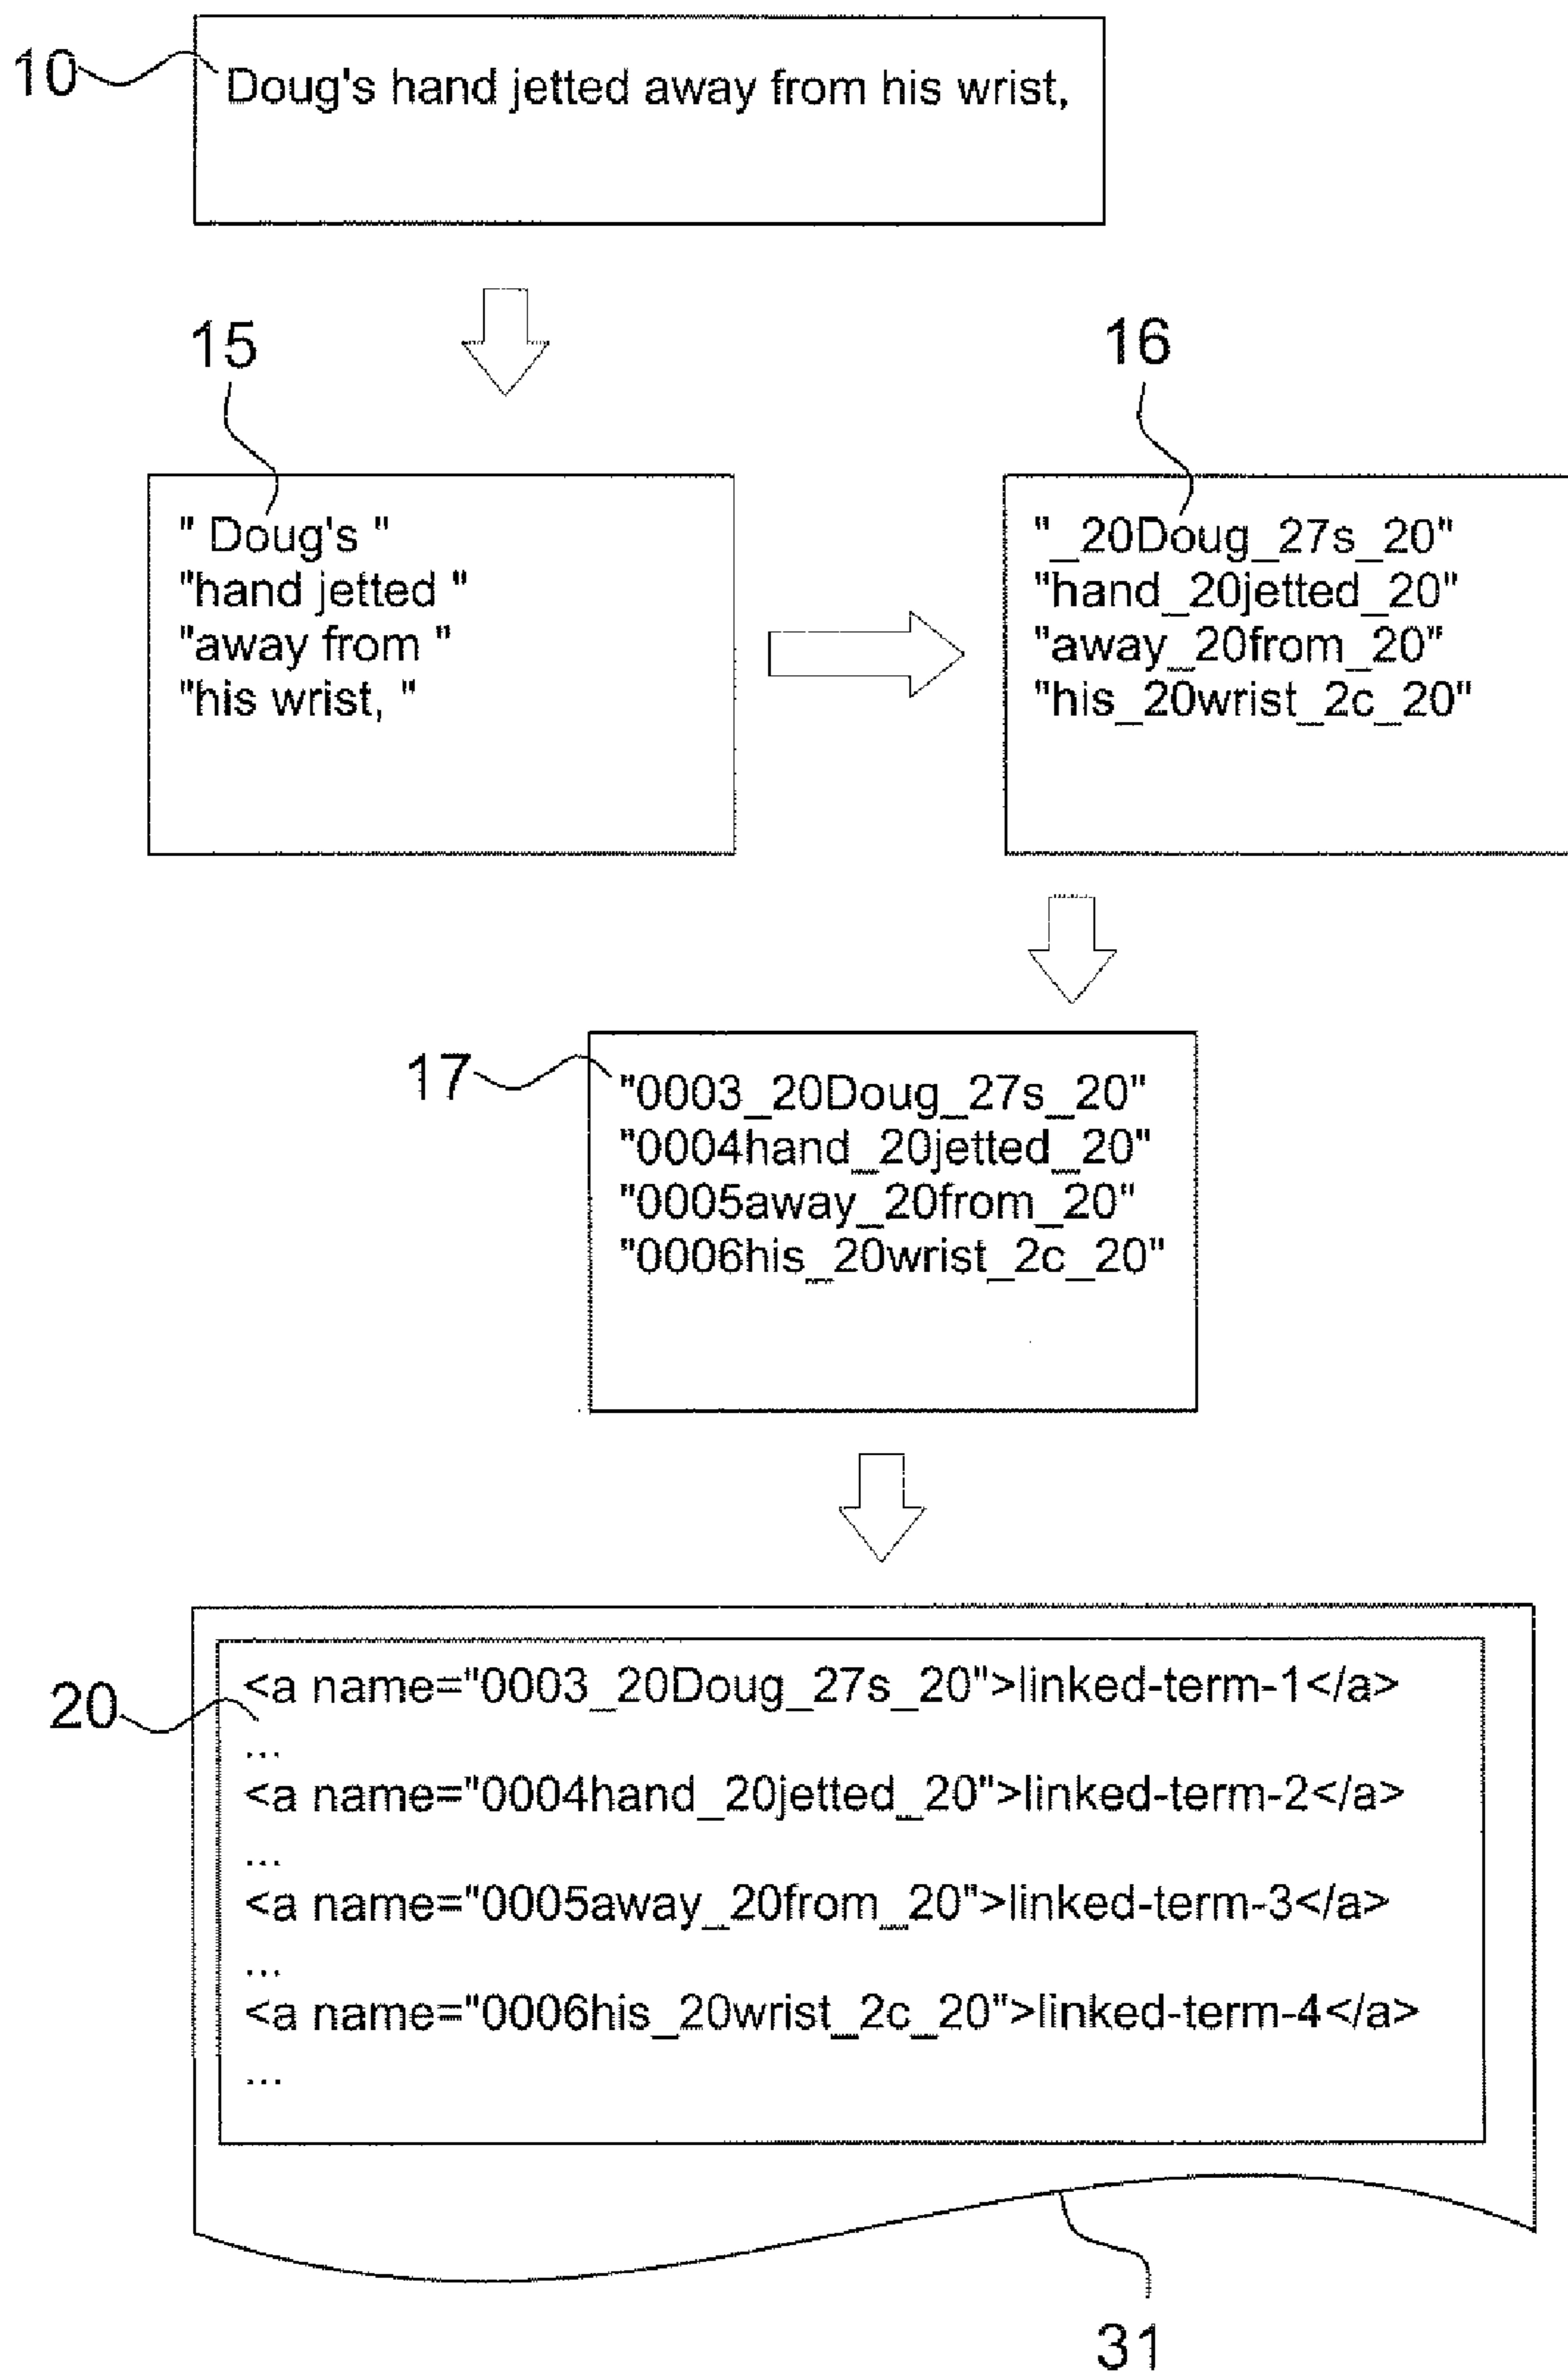 10
Doug's hand jetted away from his wrist,
15
" Doug's "
"hand jetted "
"away from "
"his wrist, "
16
"_20Doug_27s_20"
"hand_20jetted_20"
"away_20from_20"
"his_20wrist_2c_20"
17
"0003_20Doug_27s_20"
"0004hand_20jetted_20"
"0005away_20from_20"
"0006his_20wrist_2c_20"
20
<a name="0003_20Doug_27s_20">linked-term-1</a>
...
<a name="0004hand_20jetted_20">linked-term-2</a>
...
<a name="0005away_20from_20">linked-term-3</a>
...
<a name="0006his_20wrist_2c_20">linked-term-4</a>
...
31